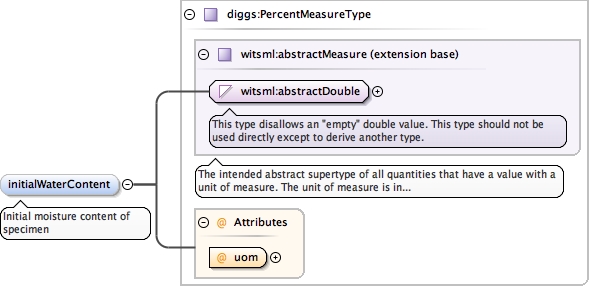 diggs:PercentMeasureType
witsml:abstractMeasure (extension base)
witsml:abstractDouble
This type disallows an "empty" double value. This type should not be
used directly except to derive another type.
The intended abstract supertype of all quantities that have a value with a
unit of measure. The unit of measure is in...
initialWaterContent
Initial moisture content of
specimen
@ Attributes
@ uom